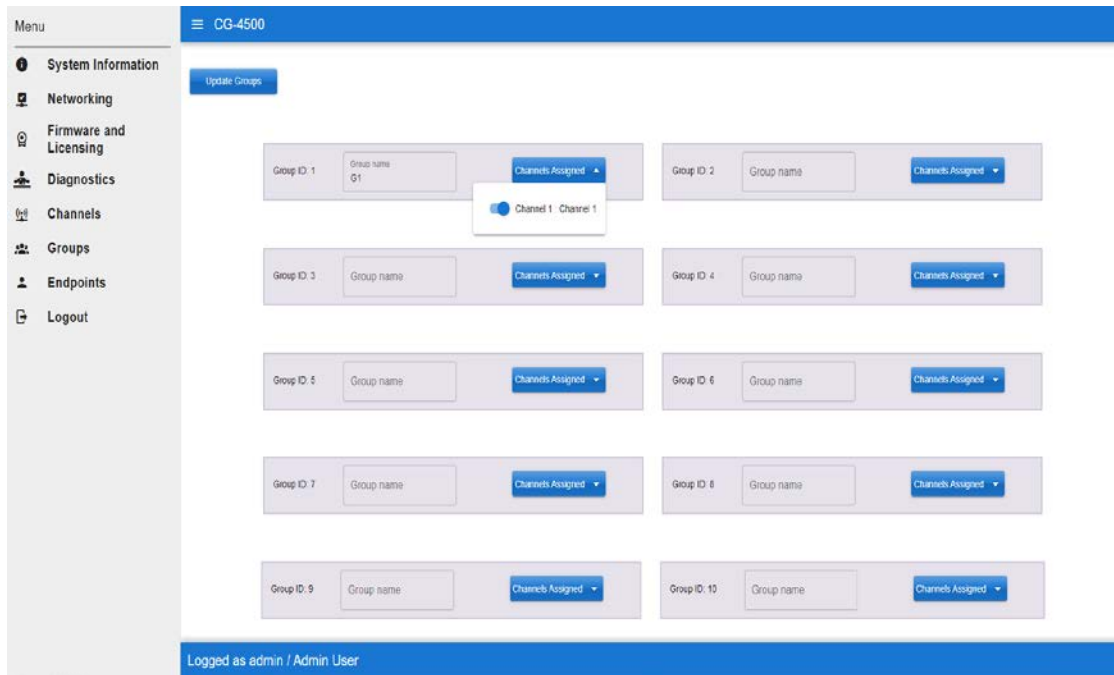 Menu
CG-4500
System Information
Networking
Firmware and
Licensing
Diagnostics
Channels
Groups
Endpoints
Logout
Update Groups
Group ID: 1
Group name
G1
Channels Assigned
Channel 1 : Channel 1
Group ID: 2
Group name
Channels Assigned
Group ID: 3
Group name
Channels Assigned
Group ID: 4
Group name
Channels Assigned
Group ID: 5
Group name
Channels Assigned
Group ID: 6
Group name
Channels Assigned
Group ID: 7
Group name
Channels Assigned
Group ID: 8
Group name
Channels Assigned
Group ID: 9
Group name
Channels Assigned
Group ID: 10
Group name
Channels Assigned
Logged as admin / Admin User